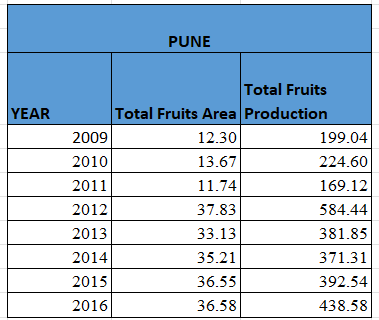 PUNE
YEAR Total Fruits Area Total Fruits Production
2009 12.30 199.04
2010 13.67 224.60
2011 11.74 169.12
2012 37.83 584.44
2013 33.13 381.85
2014 35.21 371.31
2015 36.55 392.54
2016 36.58 438.58